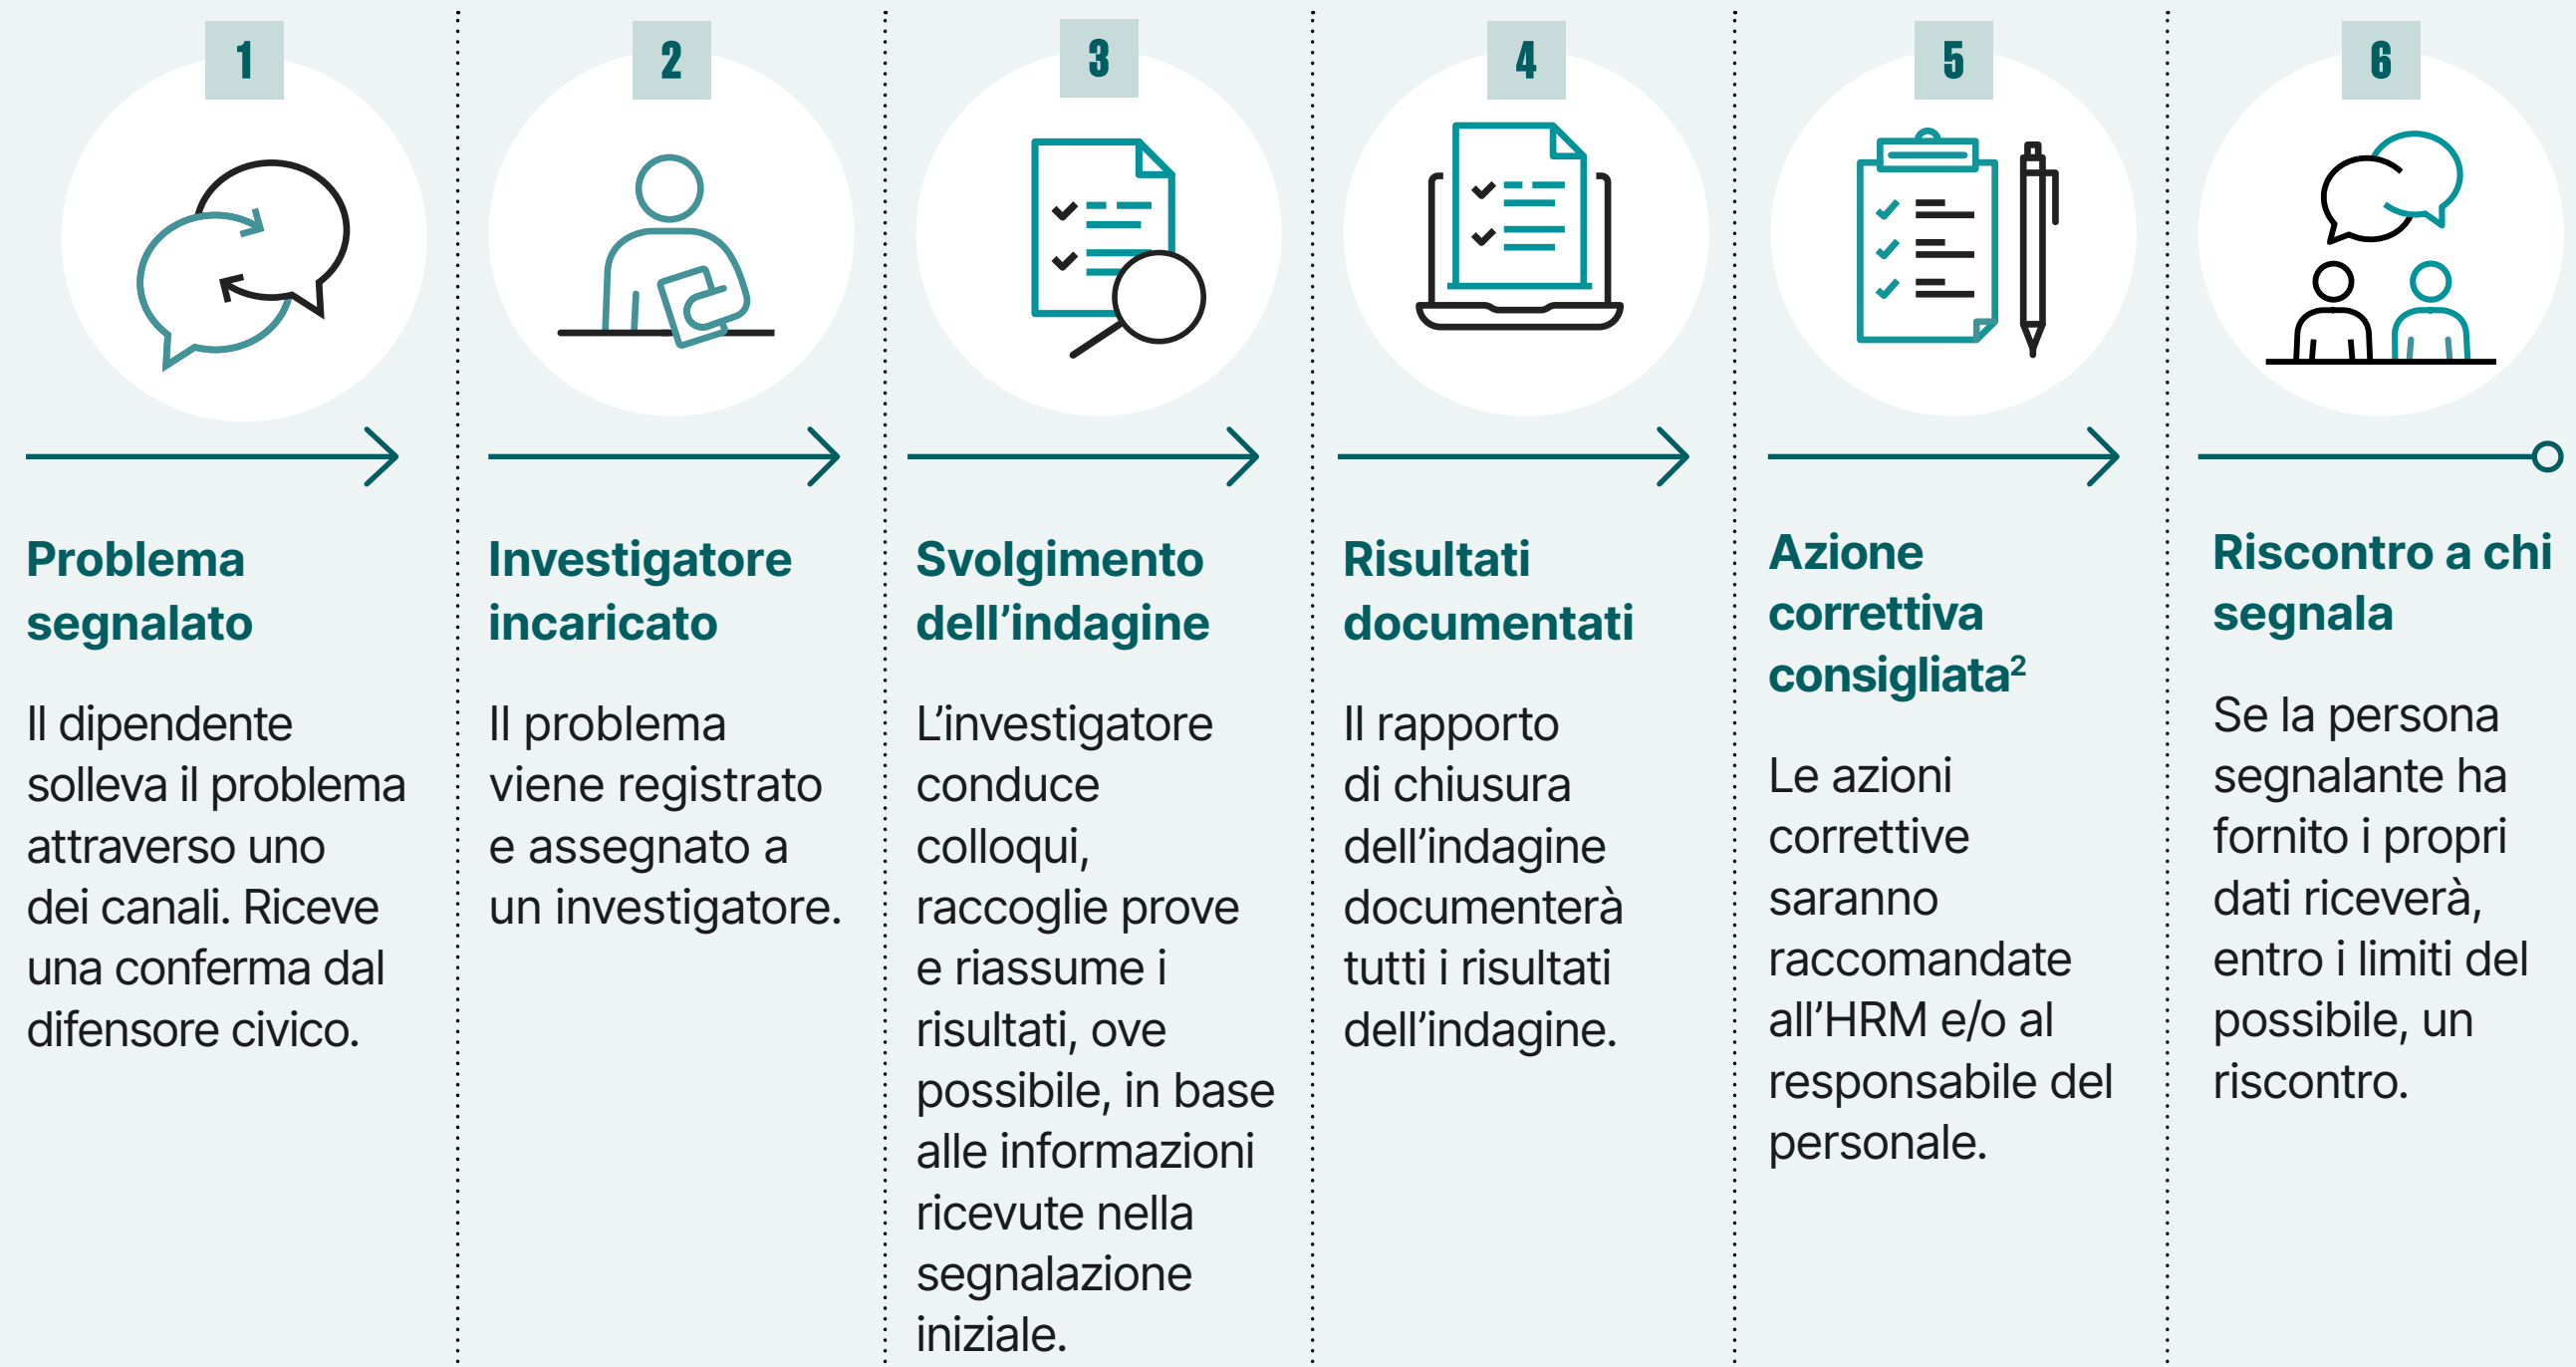 1
Problema
segnalato
Il dipendente
solleva il problema
attraverso uno
dei canali. Riceve
una conferma dal
difensore civico.
2
Investigatore
incaricato
Il problema
viene registrato
e assegnato a
un investigatore.
3
Svolgimento
dell’indagine
L’investigatore
conduce
colloqui,
raccoglie prove
e riassume i
risultati, ove
possibile, in base
alle informazioni
ricevute nella
segnalazione
iniziale.
4
Risultati
documentati
Il rapporto
di chiusura
dell’indagine
documenterà
tutti i risultati
dell’indagine.
5
Azione
correttiva
consigliata²
Le azioni
correttive
saranno
raccomandate
all’HRM e/o al
responsabile del
personale.
6
Riscontro a chi
segnala
Se la persona
segnalante ha
fornito i propri
dati riceverà,
entro i limiti del
possibile, un
riscontro.